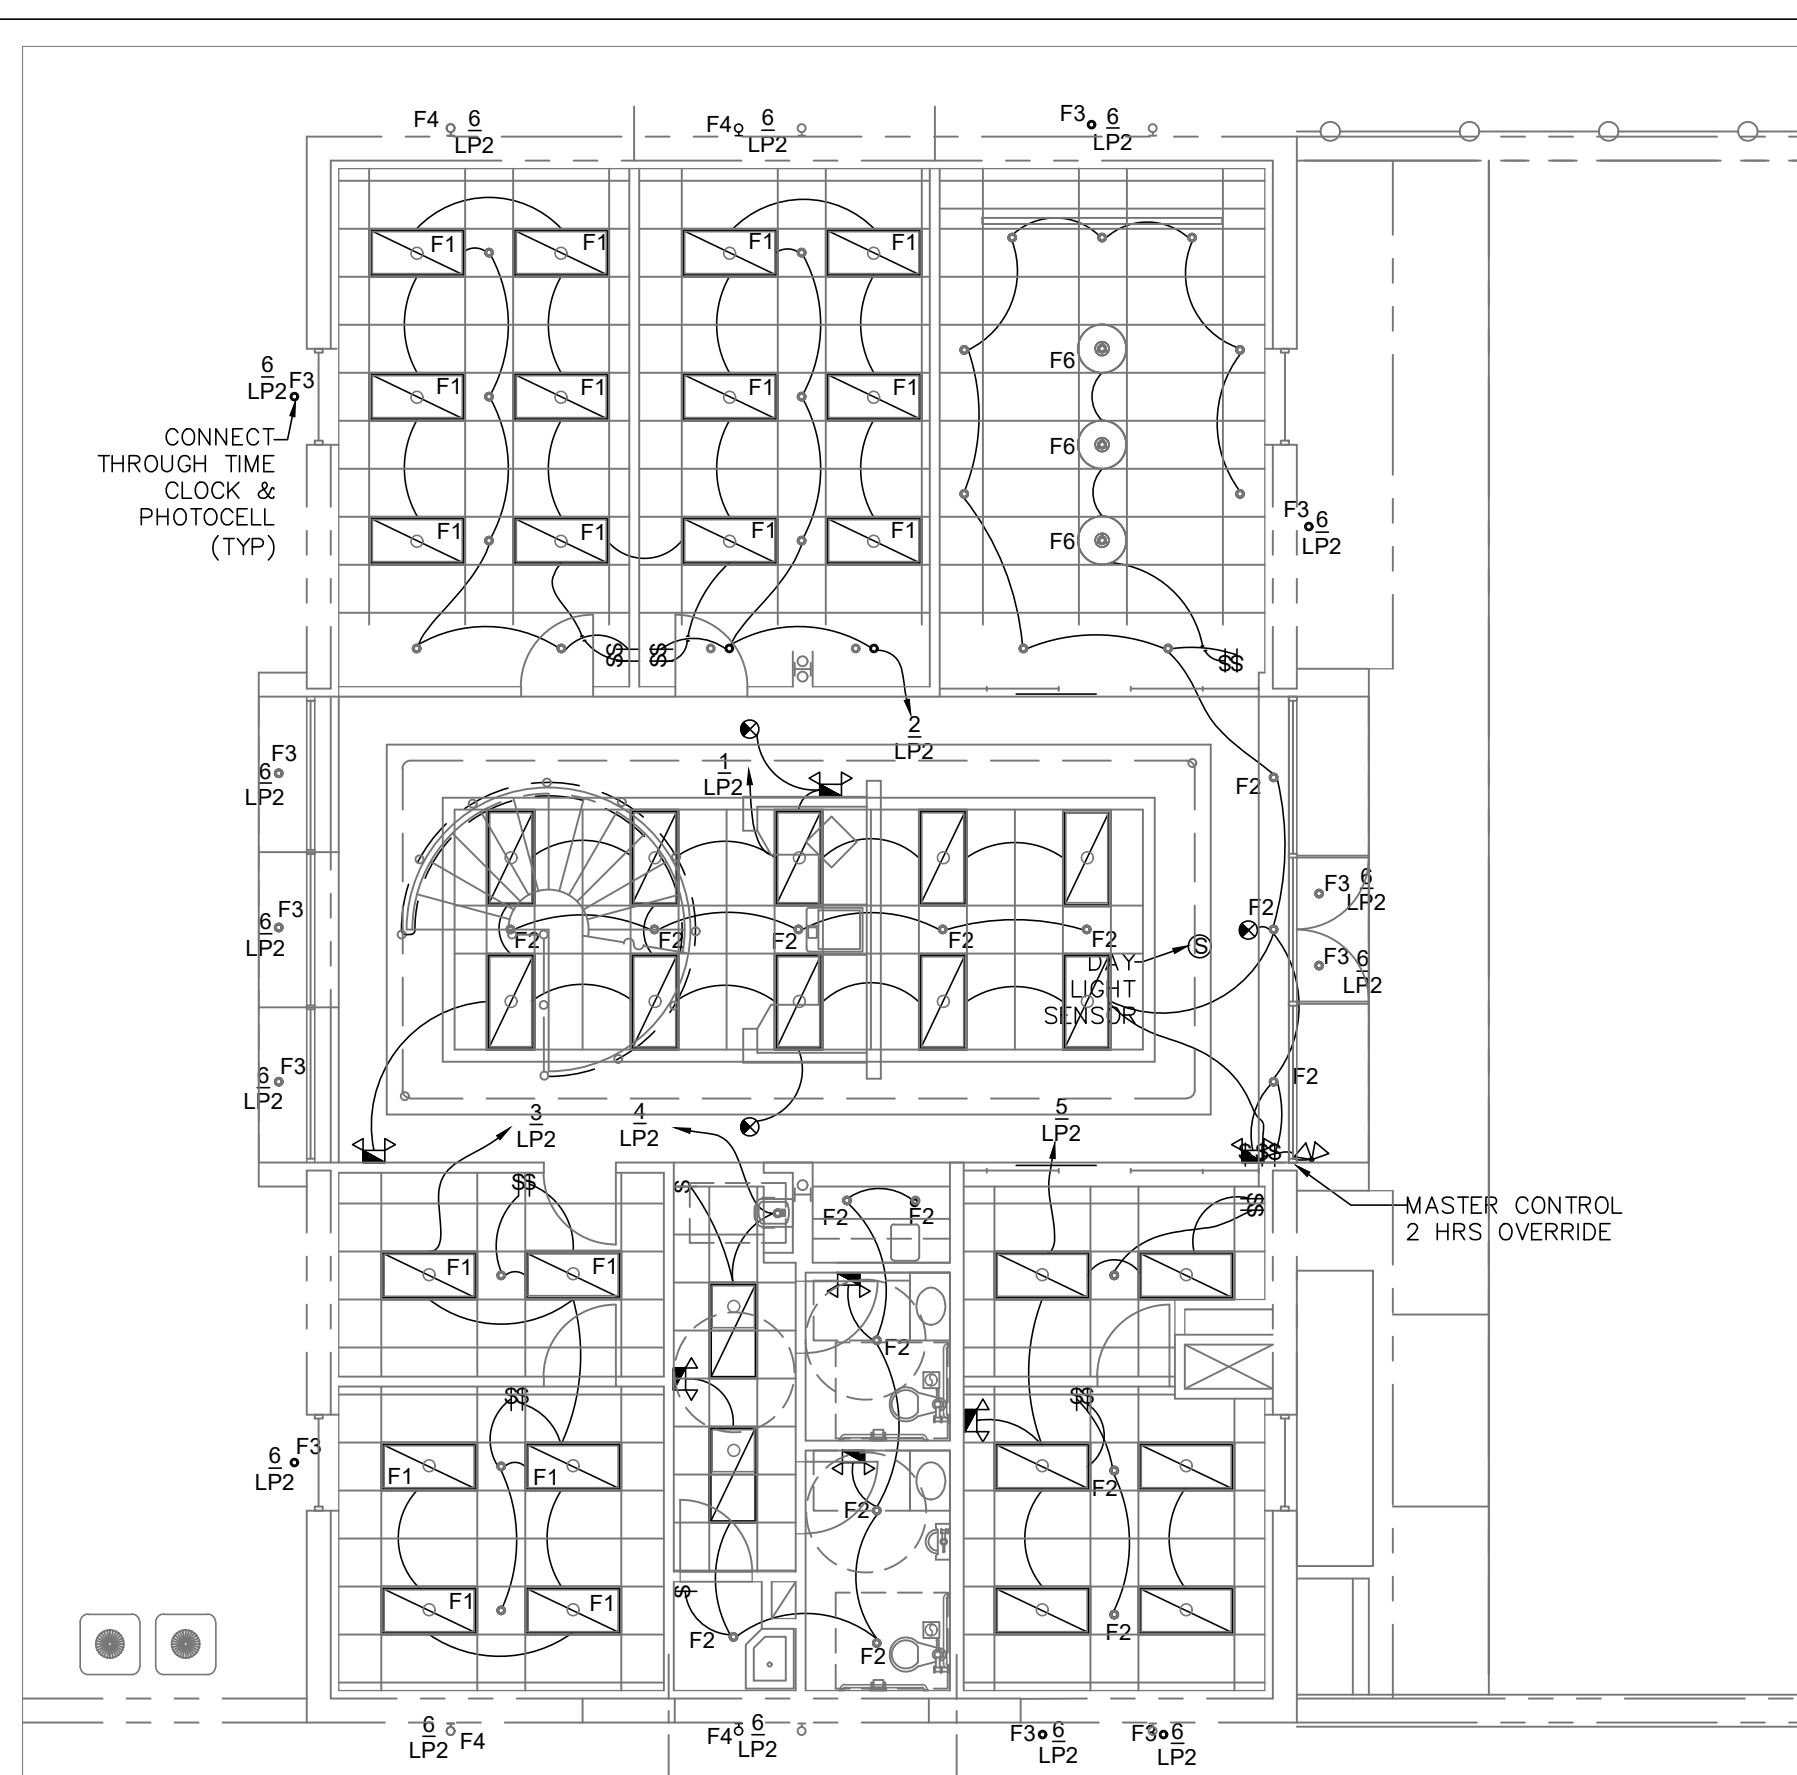 F4 6
LP2
F4 6
LP2
F3 6
LP2
F1 F1 F1 F1
F6
6
LP2 F3
F1 F1 F1 F1
CONNECT
THROUGH TIME
CLOCK &
PHOTOCELL
(TYP)
F6
F3 6
LP2
F1 F1 F1 F1
F6
$$ $$ $$
2
LP2
1
LP2
F3
6
LP2
F2
F3 6
LP2
F3
6
LP2
F2
F2 F2 F2 F2 F2
S
DAY
LIGHT
SENSOR
F3 6
LP2
F3
6
LP2
F2
3
LP2
4
LP2
5
LP2
$ $$
$$ $ $$
MASTER CONTROL
2 HRS OVERRIDE
F2 F2
F1 F1
F2
$$ $$
F3
6
LP2
F1 F1
F2
F2
F1 F1
$
F2 F2 F2
6
LP2 F4
F4 6
LP2
F3 6
LP2
F3 6
LP2